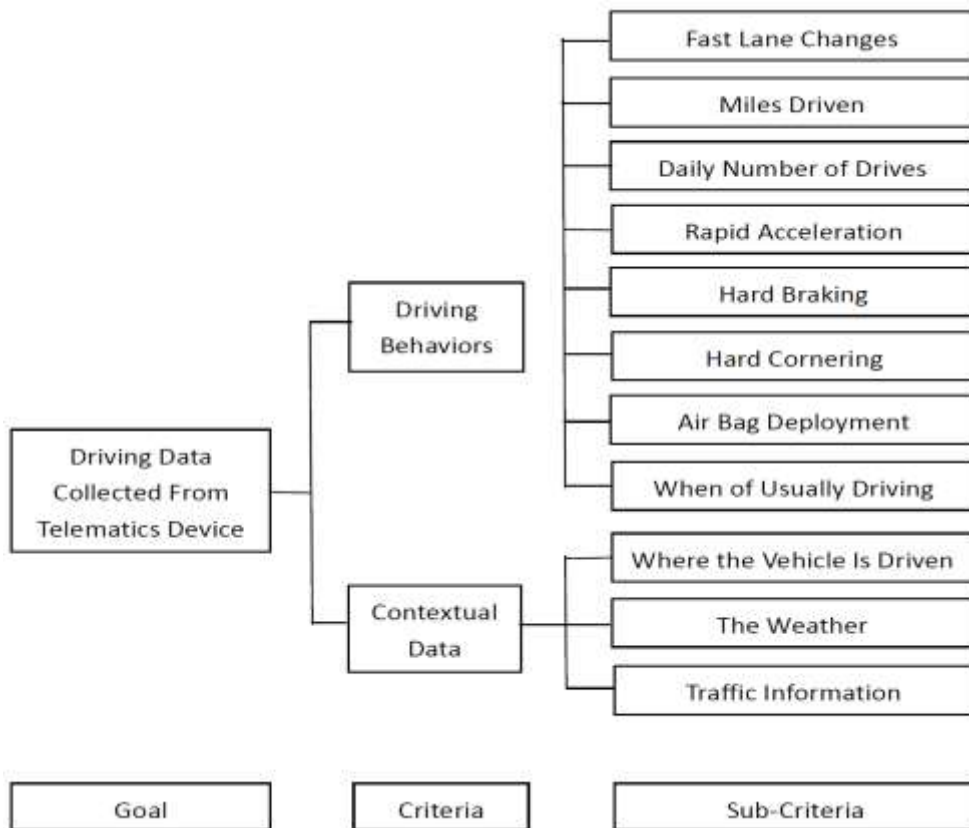 Fast Lane Changes
Miles Driven
Daily Number of Drives
Rapid Acceleration
Hard Braking
Hard Cornering
Air Bag Deployment
When of Usually Driving
Driving
Behaviors
Driving Data
Collected From
Telematics Device
Contextual
Data
Where the Vehicle Is Driven
The Weather
Traffic Information
Goal
Criteria
Sub-Criteria